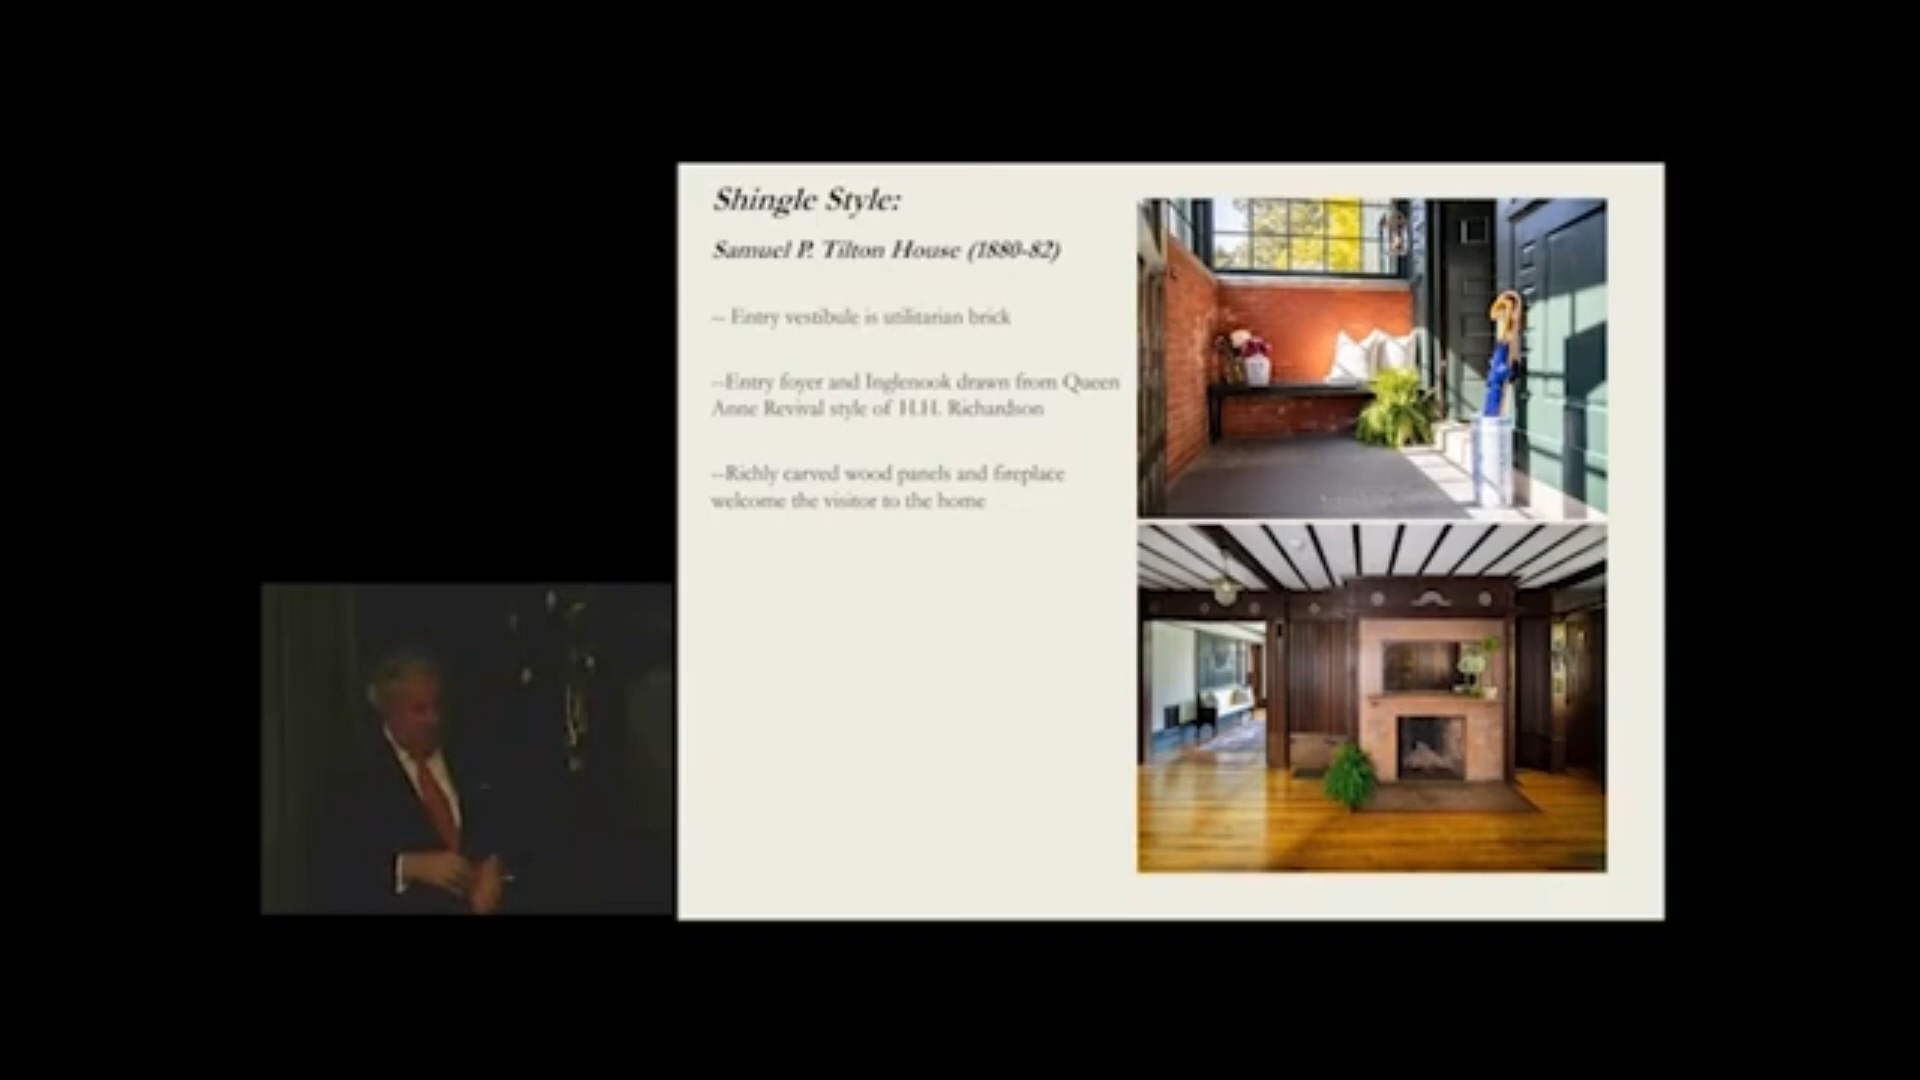 Shingle Style:
Samuel P. Tilton House (1880-82)
-- Entry vestibule is utilitarian brick
--Entry foyer and Inglenook drawn from Queen
Anne Revival style of H.H. Richardson
--Richly carved wood panels and fireplace
welcome the visitor to the home